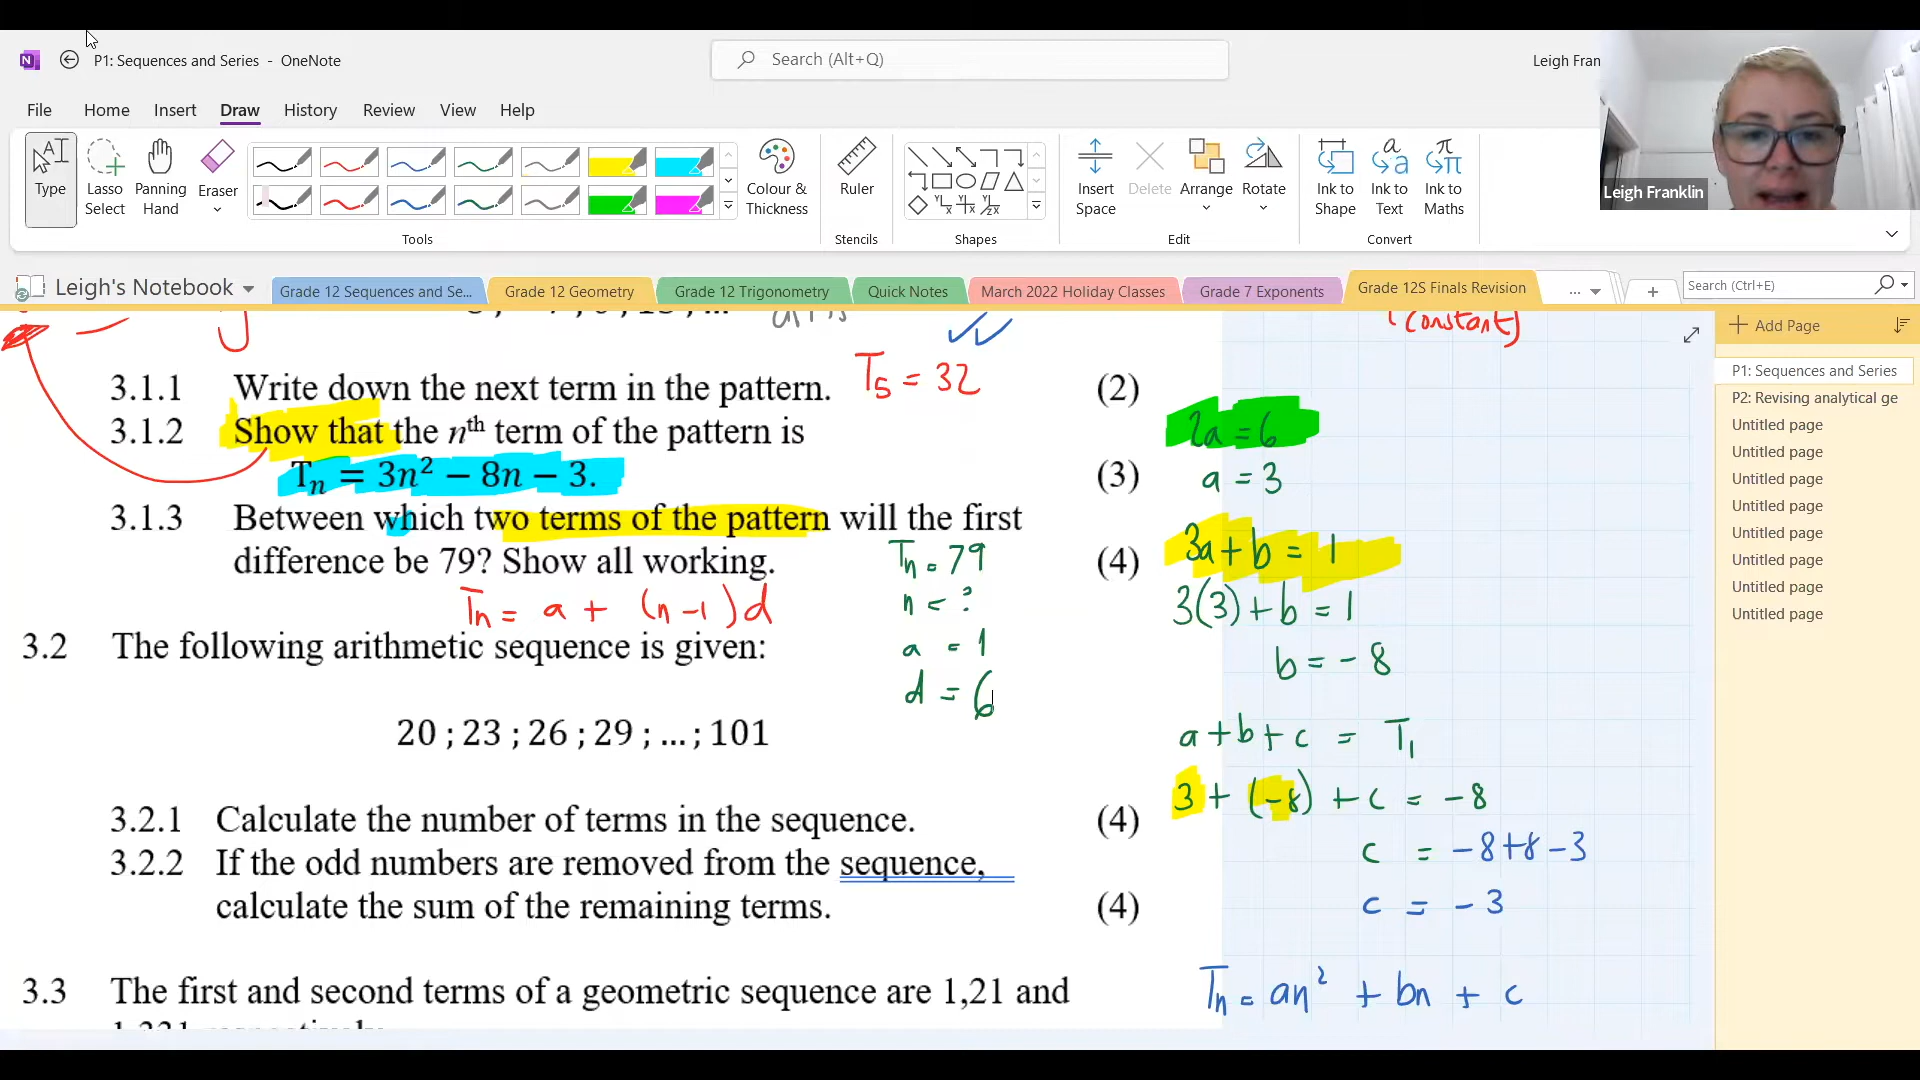 P1: Sequences and Series - OneNote
Search (Alt+Q)
Leigh Fran
File Home Insert Draw History Review View Help
Type
Lasso Select
Panning Hand
Eraser
Colour & Thickness
Ruler
Insert Space
Delete
Arrange
Rotate
Ink to Shape
Ink to Text
Ink to Maths
Leigh Franklin
Tools Stencils Shapes Edit Convert
Leigh's Notebook
Grade 12 Sequences and Se...
Grade 12 Geometry
Grade 12 Trigonometry
Quick Notes
March 2022 Holiday Classes
Grade 7 Exponents
Grade 12S Finals Revision
...
Search (Ctrl+E)
Add Page
P1: Sequences and Series
P2: Revising analytical ge
Untitled page
Untitled page
Untitled page
Untitled page
Untitled page
Untitled page
Untitled page
Untitled page
(constant)
3.1.1 Write down the next term in the pattern. T₅ = 32 (2)
3.1.2 Show that the nᵗʰ term of the pattern is
Tₙ = 3n² − 8n − 3. (3)
3.1.3 Between which two terms of the pattern will the first
difference be 79? Show all working. (4)
Tn = a + (n-1)d
Tn = 79
n = ?
a = 1
d = 6
3.2 The following arithmetic sequence is given:
20 ; 23 ; 26 ; 29 ; ... ; 101
3.2.1 Calculate the number of terms in the sequence. (4)
3.2.2 If the odd numbers are removed from the sequence,
calculate the sum of the remaining terms. (4)
3.3 The first and second terms of a geometric sequence are 1,21 and
2a = 6
a = 3
3a + b = 1
3(3) + b = 1
b = -8
a + b + c = T₁
3 + (-8) + c = -8
c = -8+8-3
c = -3
Tn = an² + bn + c